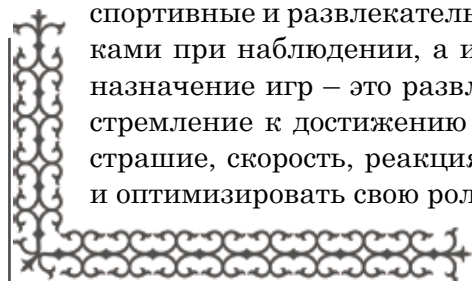 спортивные и развлекатель
ками при наблюдении, а и
назначение игр – это развл
стремление к достижению
страшие, скорость, реакция
и оптимизировать свою рол